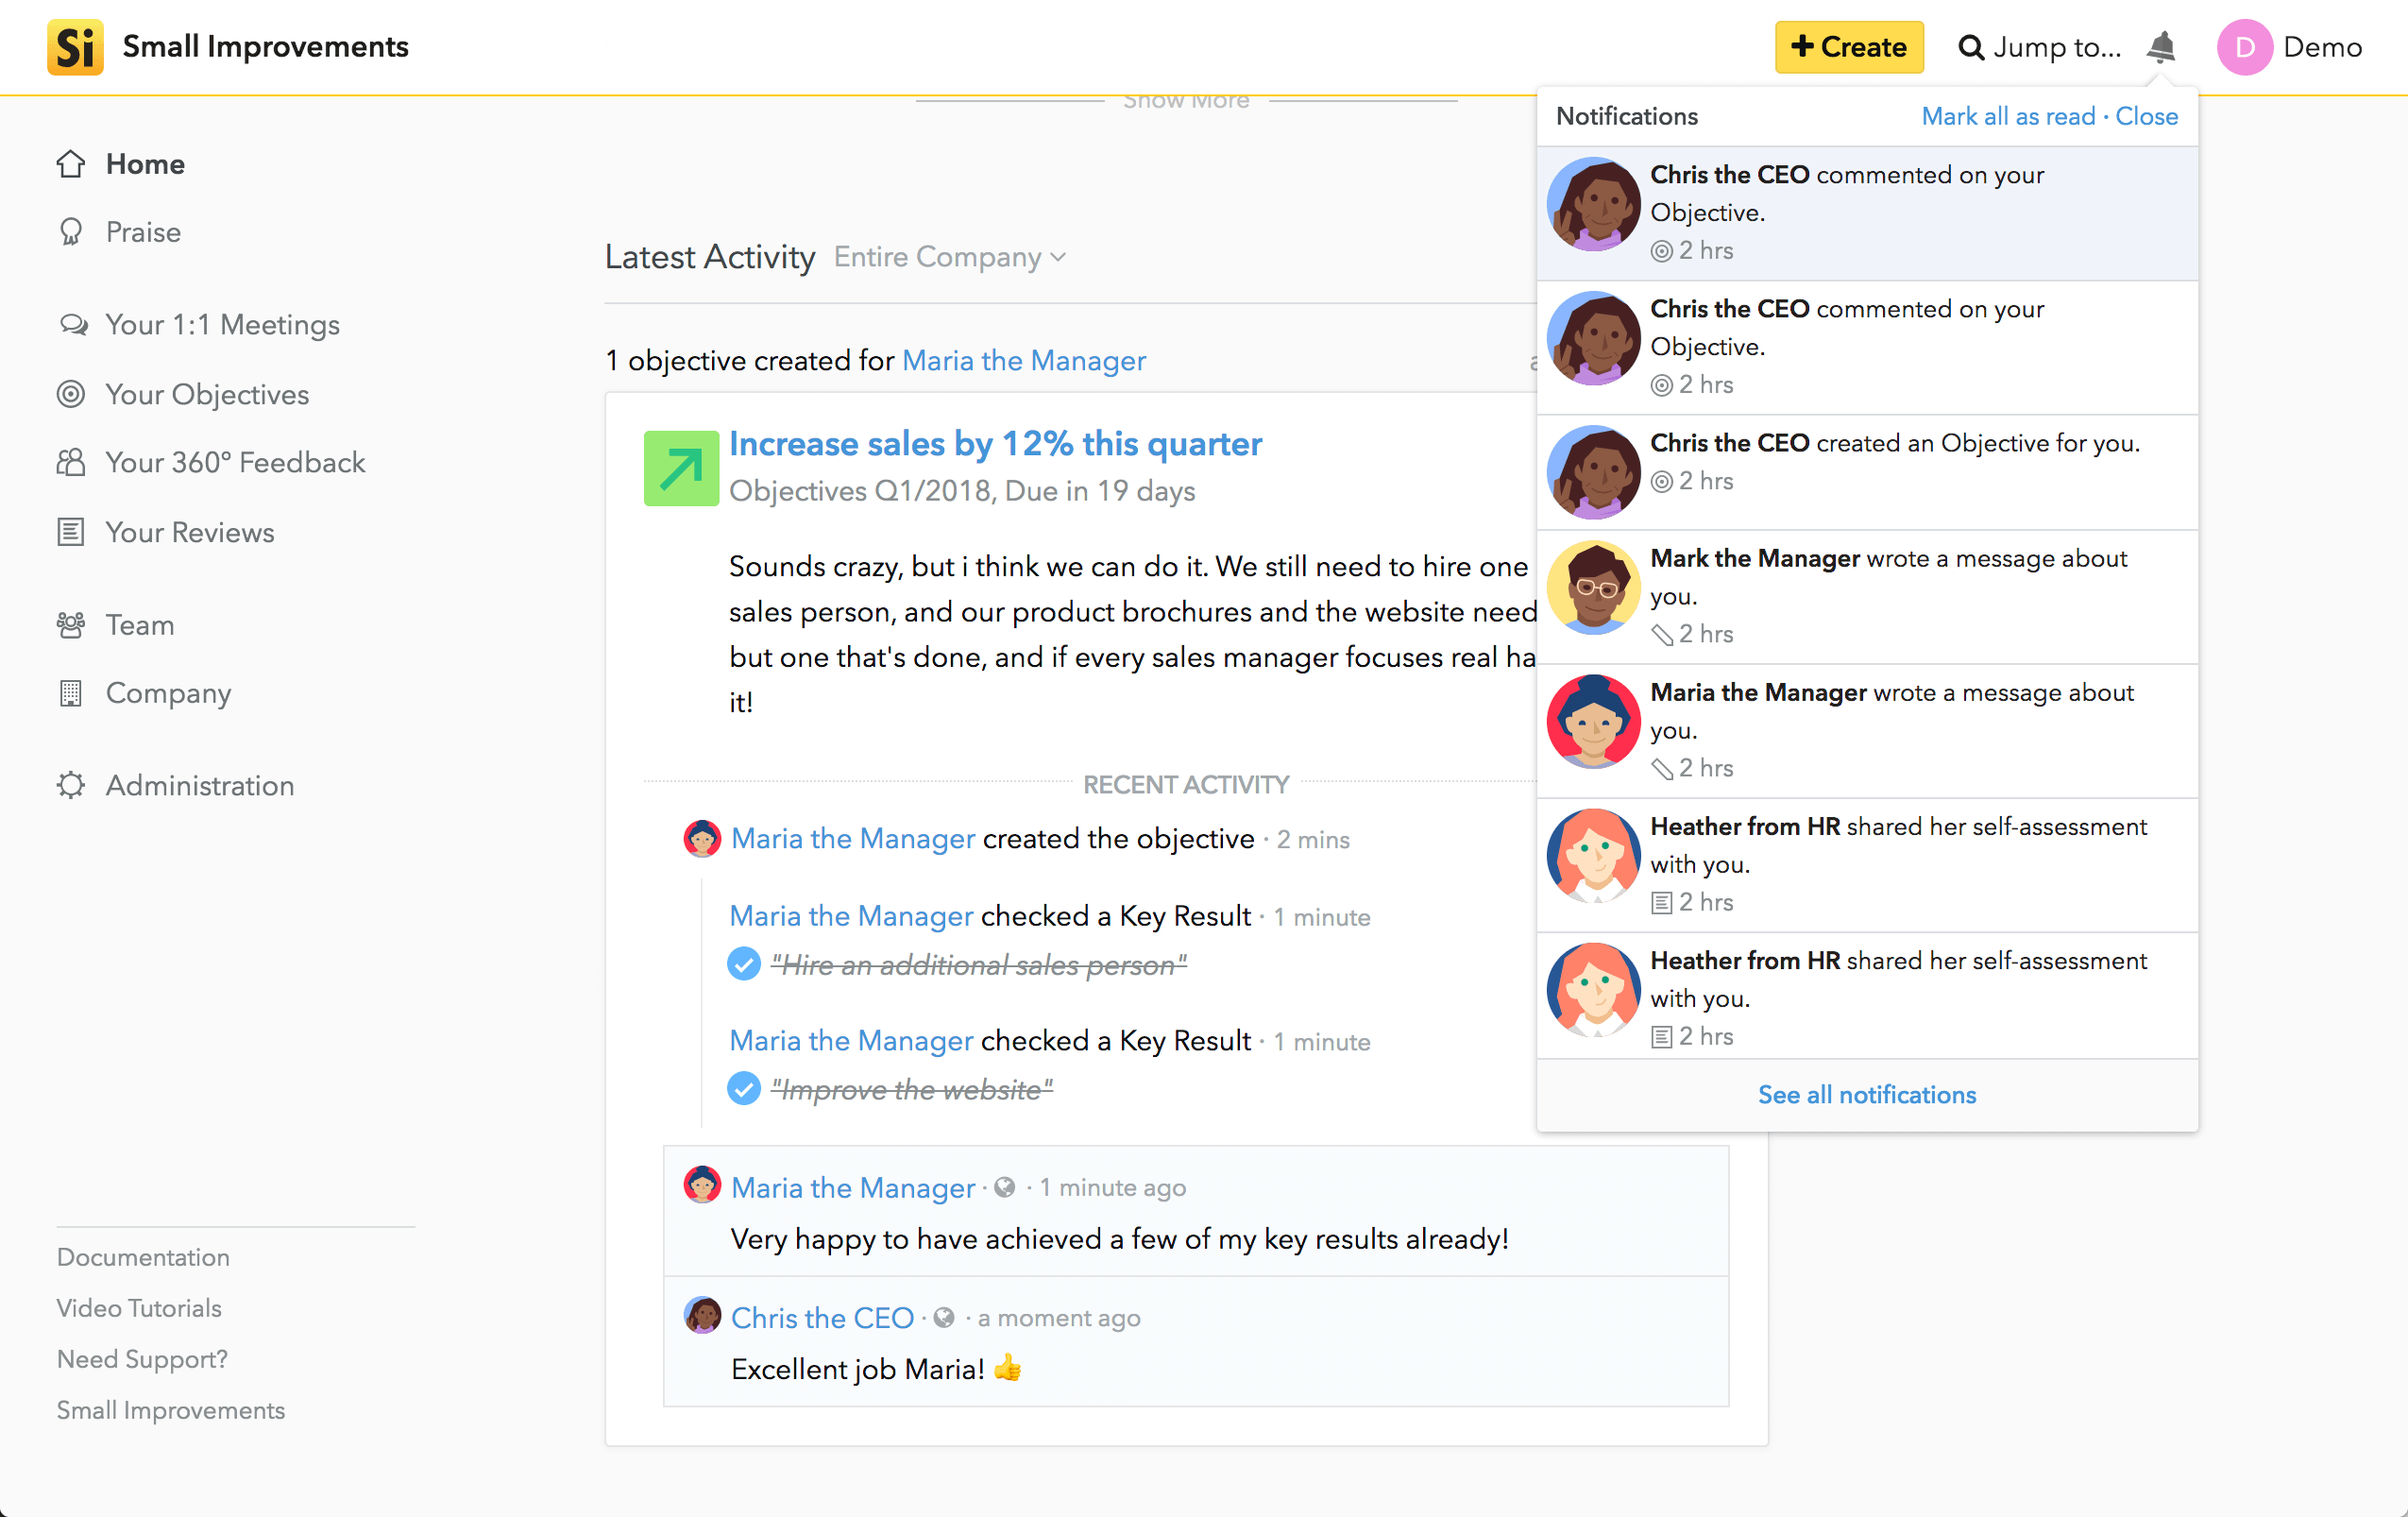 Si Small Improvements
+ Create
Jump to...
D Demo
Show More
Home
Praise
Your 1:1 Meetings
Your Objectives
Your 360° Feedback
Your Reviews
Team
Company
Administration
Documentation
Video Tutorials
Need Support?
Small Improvements
Latest Activity Entire Company
1 objective created for Maria the Manager
Increase sales by 12% this quarter
Objectives Q1/2018, Due in 19 days
Sounds crazy, but i think we can do it. We still need to hire one
sales person, and our product brochures and the website need
but one that's done, and if every sales manager focuses real
it!
RECENT ACTIVITY
Maria the Manager created the objective · 2 mins
Maria the Manager checked a Key Result · 1 minute
"Hire an additional sales person"
Maria the Manager checked a Key Result · 1 minute
"Improve the website"
Maria the Manager · · 1 minute ago
Very happy to have achieved a few of my key results already!
Chris the CEO · · a moment ago
Excellent job Maria! 👍
Notifications Mark all as read · Close
Chris the CEO commented on your
Objective.
2 hrs
Chris the CEO commented on your
Objective.
2 hrs
Chris the CEO created an Objective for you.
2 hrs
Mark the Manager wrote a message about
you.
2 hrs
Maria the Manager wrote a message about
you.
2 hrs
Heather from HR shared her self-assessment
with you.
2 hrs
Heather from HR shared her self-assessment
with you.
2 hrs
See all notifications